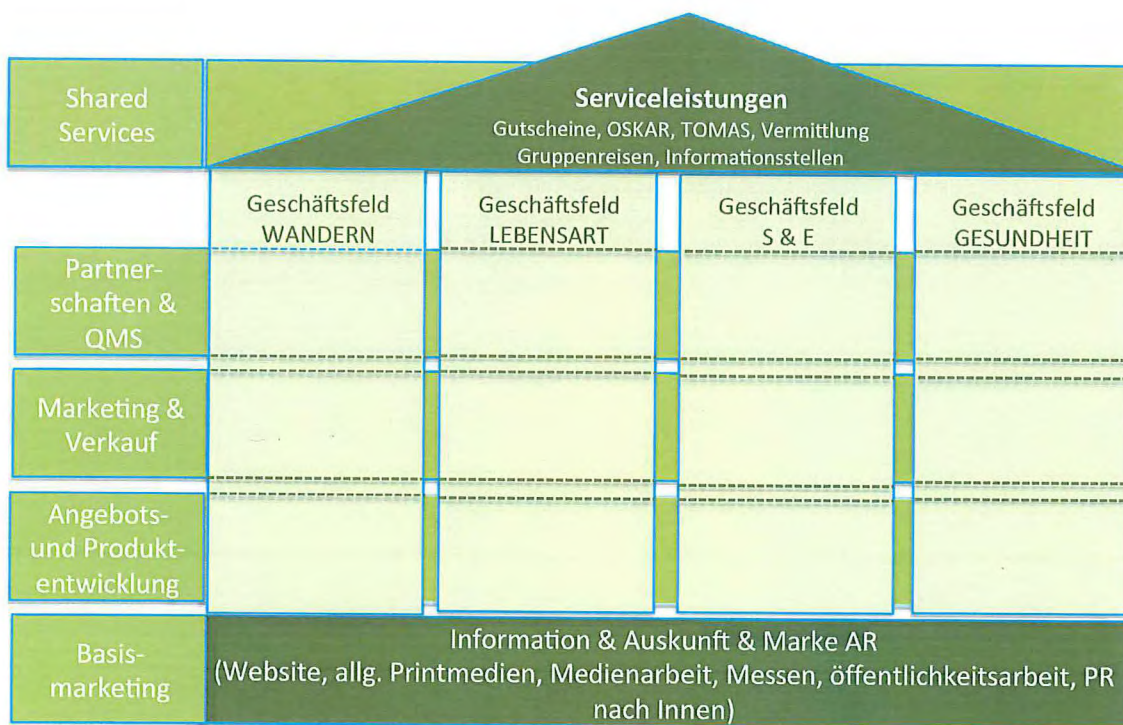 Shared
Services
Serviceleistungen
Gutscheine, OSKAR, TOMAS, Vermittlung
Gruppenreisen, Informationsstellen
Geschäftsfeld
WANDERN
Geschäftsfeld
LEBENSART
Geschäftsfeld
S & E
Geschäftsfeld
GESUNDHEIT
Partner-
schaften &
QMS
Marketing &
Verkauf
Angebots-
und Produkt-
entwicklung
Basis-
marketing
Information & Auskunft & Marke AR
(Website, allg. Printmedien, Medienarbeit, Messen, öffentlichkeitsarbeit, PR
nach Innen)